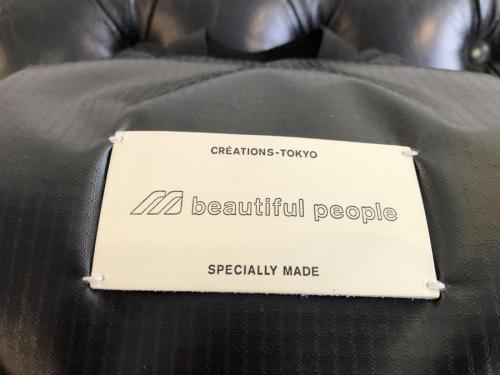 CRÉATIONS-TOKYO
beautiful people
SPECIALLY MADE